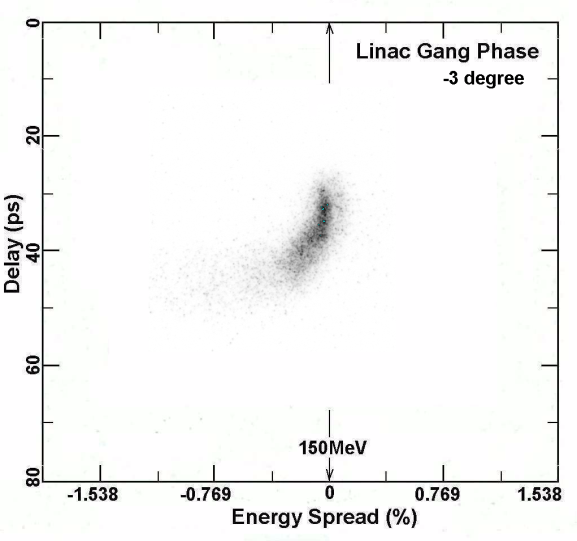 Linac Gang Phase
-3 degree
0
20
40
60
80
Delay (ps)
150MeV
-1.538 -0.769 0 0.769 1.538
Energy Spread (%)